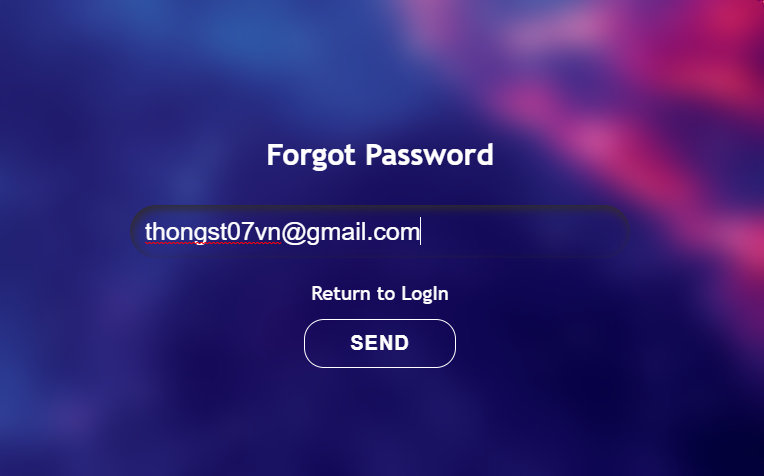 Forgot Password
thongst07vn@gmail.com
Return to LogIn
SEND